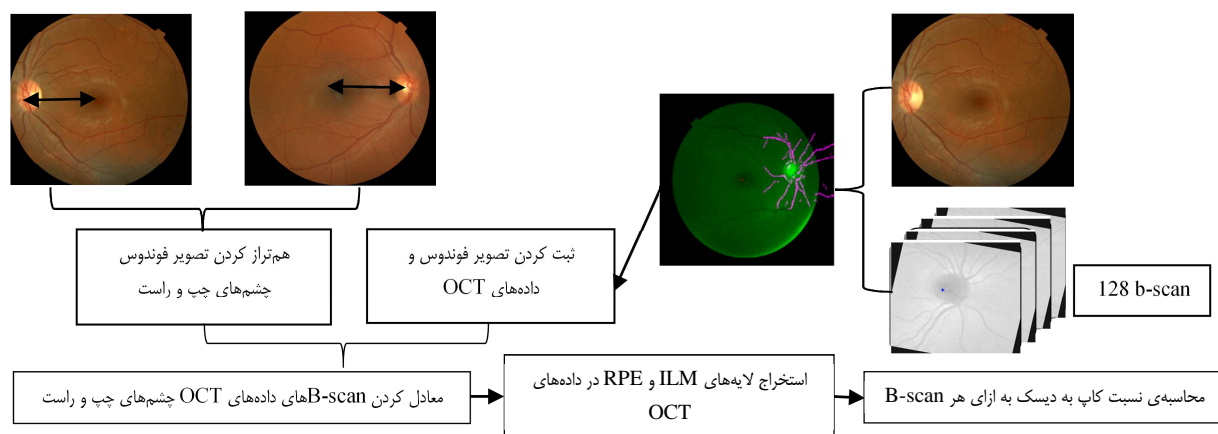 هم‌تراز کردن تصویر فوندوس
چشم‌های چپ و راست
ثبت کردن تصویر فوندوس و
داده‌های OCT
128 b-scan
معادل کردن B-scanهای داده‌های OCT چشم‌های چپ و راست
استخراج لایه‌های ILM و RPE در داده‌های
OCT
محاسبه‌ی نسبت کاپ به دیسک به ازای هر B-scan